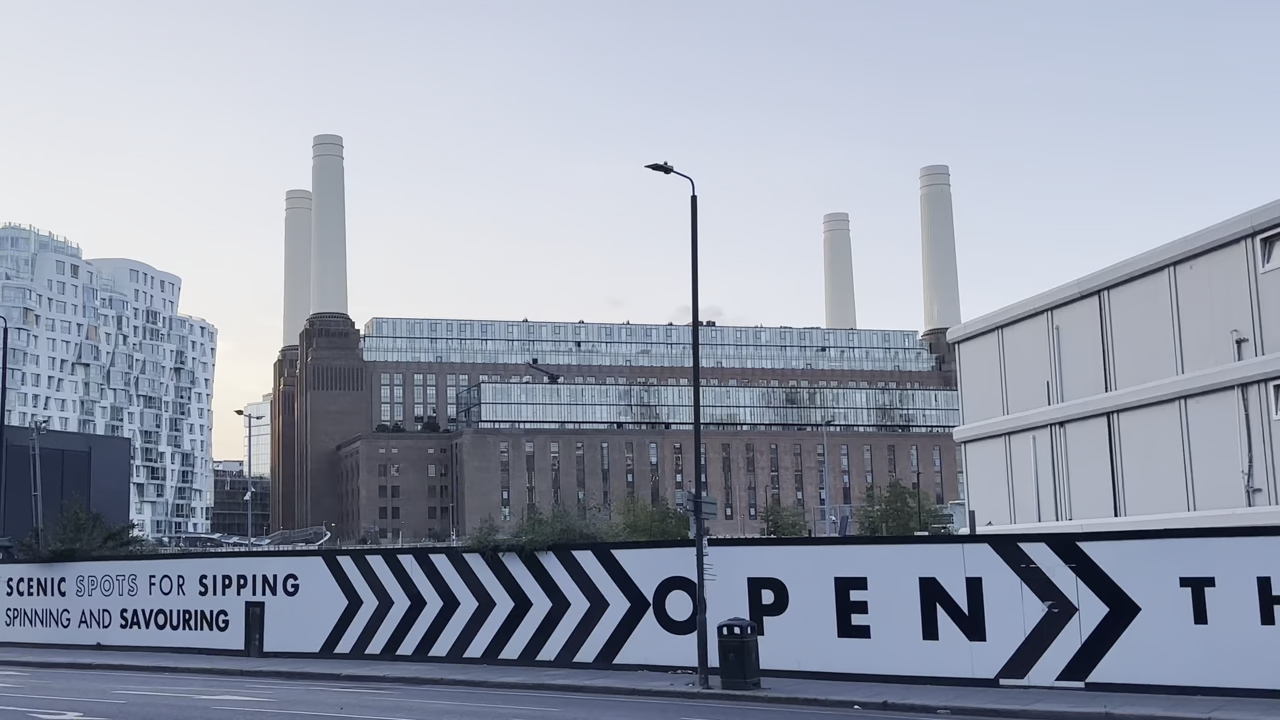 SCENIC SPOTS FOR SIPPING
SPINNING AND SAVOURING
OPEN
TH